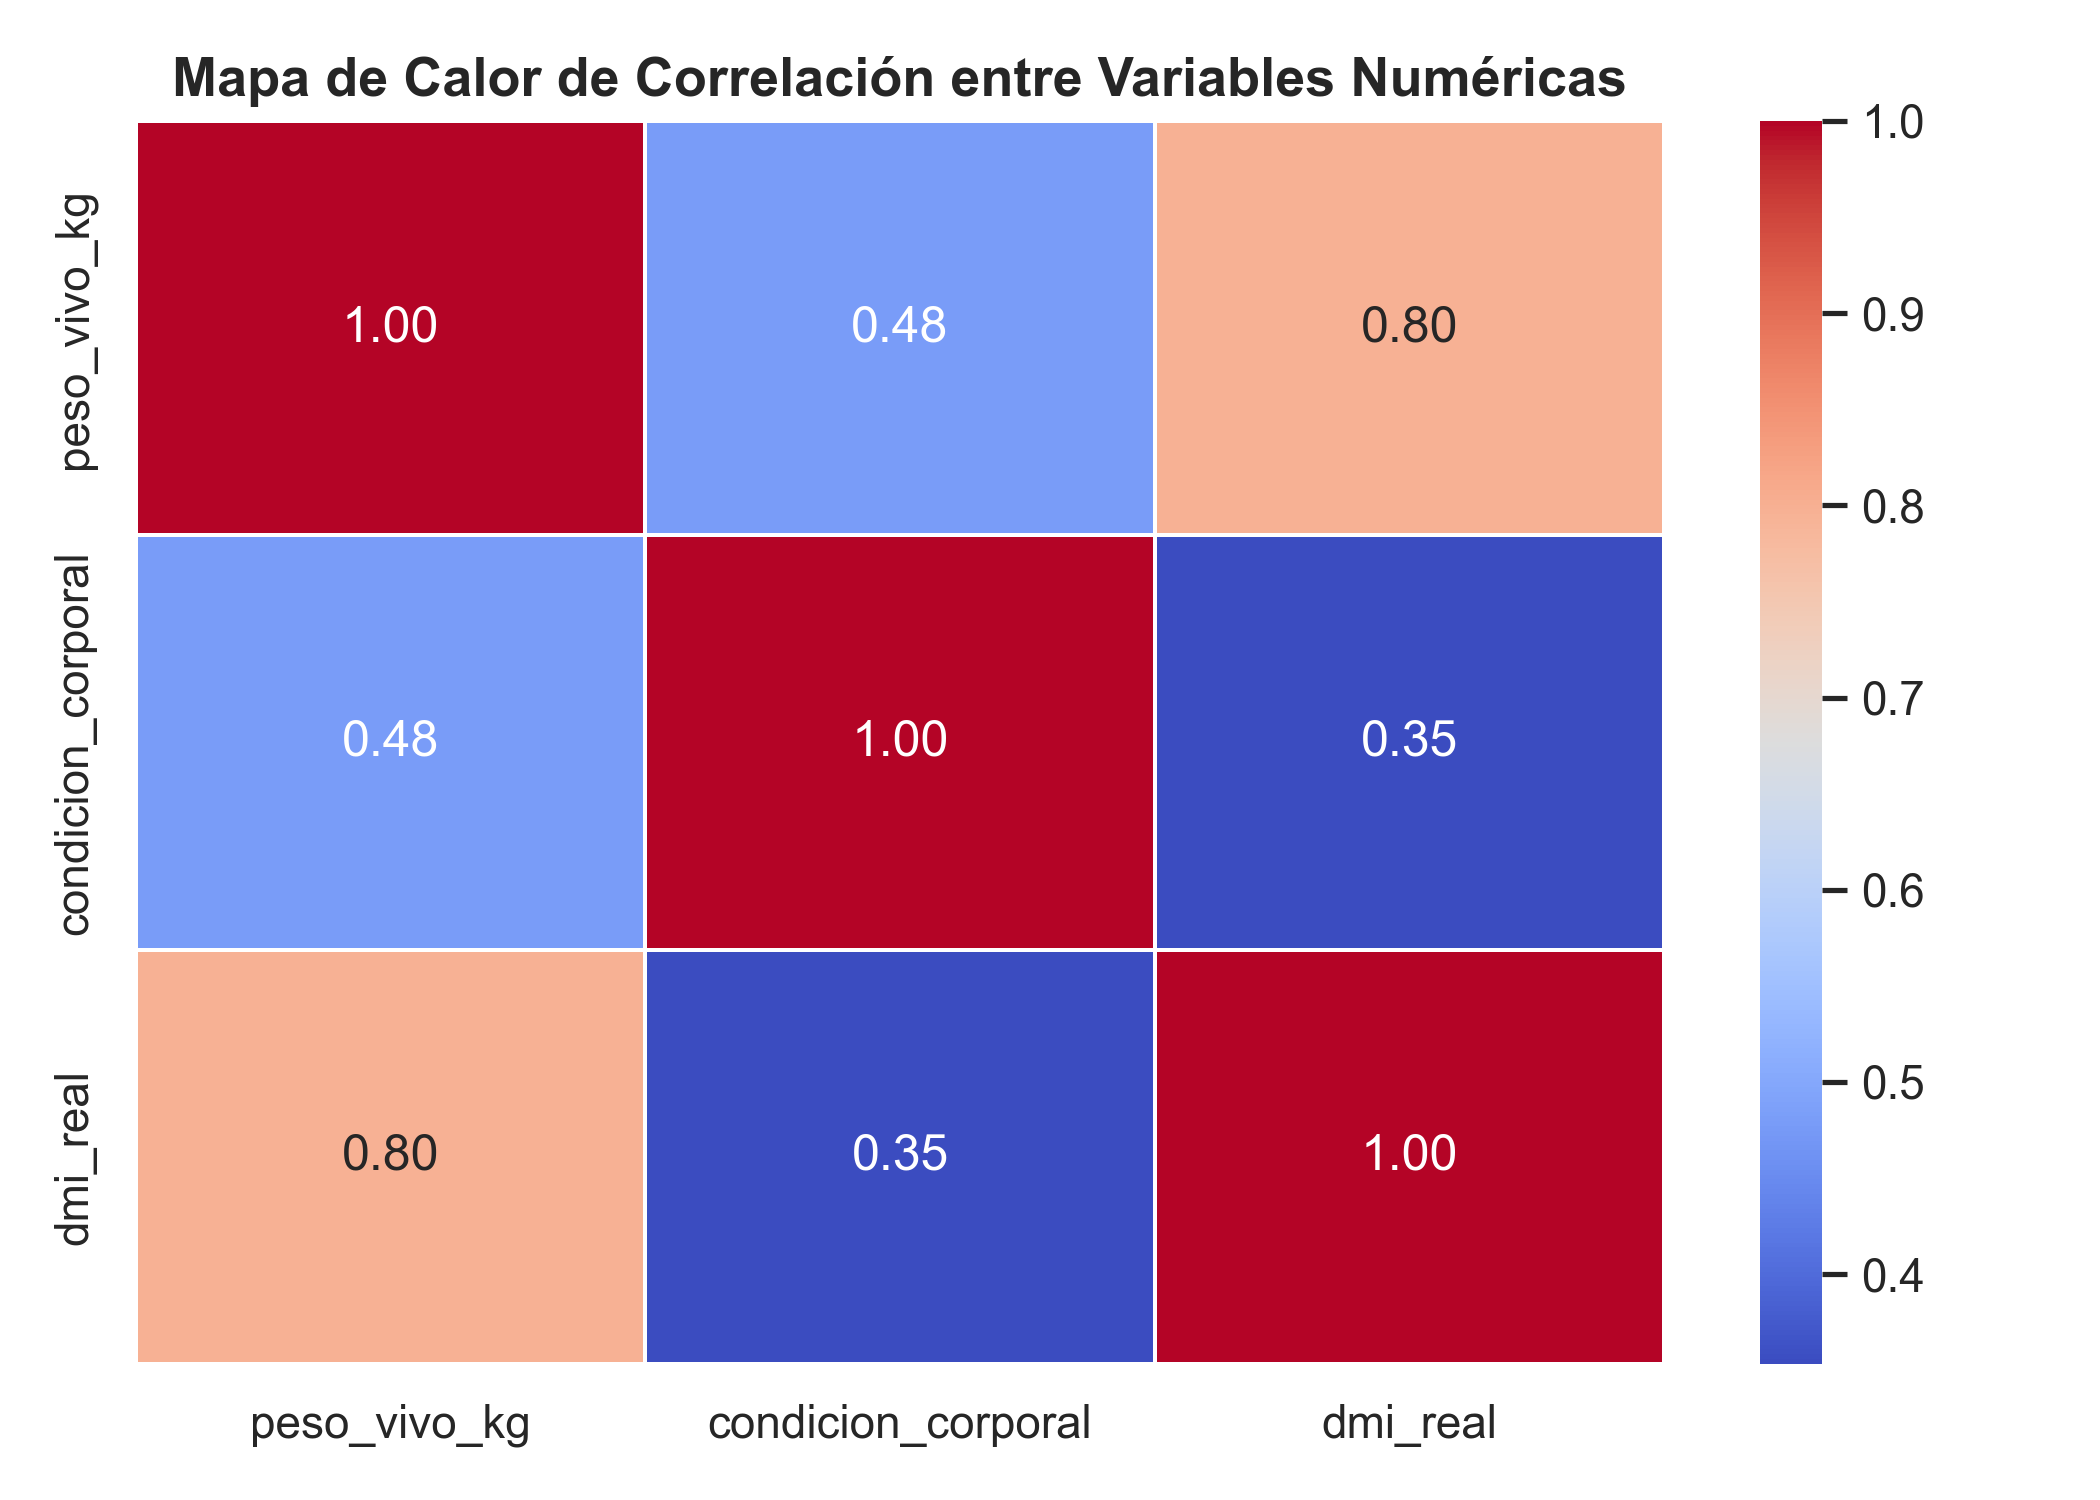 Mapa de Calor de Correlación entre Variables Numéricas
peso_vivo_kg
1.00
0.48
0.80
condicion_corporal
0.48
1.00
0.35
dmi_real
0.80
0.35
1.00
peso_vivo_kg
condicion_corporal
dmi_real
1.0
0.9
0.8
0.7
0.6
0.5
0.4